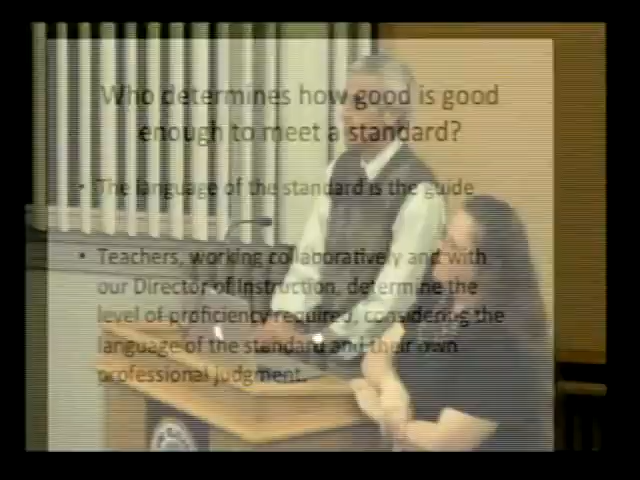 Who determines how good is good
enough to meet a standard?
• The language of the standard is the guide
• Teachers, working collaboratively and with
our Director of Instruction, determine the
level of proficiency required, considering the
language of the standard and their own
professional judgment.